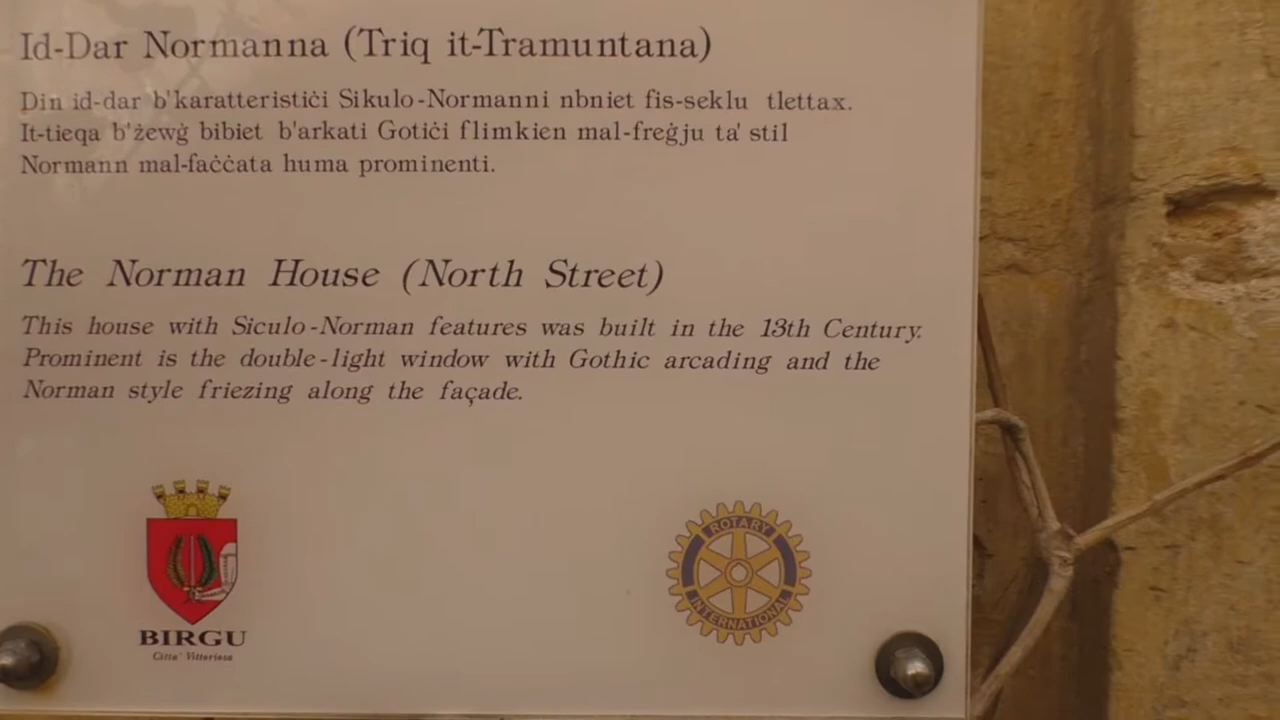 Id-Dar Normanna (Triq it-Tramuntana)
Din id-dar b'karatteristiċi Sikulo-Normanni nbniet fis-seklu tlettax.
It-tieqa b'żewġ bibiet b'arkati Gotiċi flimkien mal-freġju ta' stil
Normann mal-faċċata huma prominenti.
The Norman House (North Street)
This house with Siculo-Norman features was built in the 13th Century.
Prominent is the double-light window with Gothic arcading and the
Norman style friezing along the façade.
BIRGU
Citta' Vittoriosa
ROTARY
INTERNATIONAL